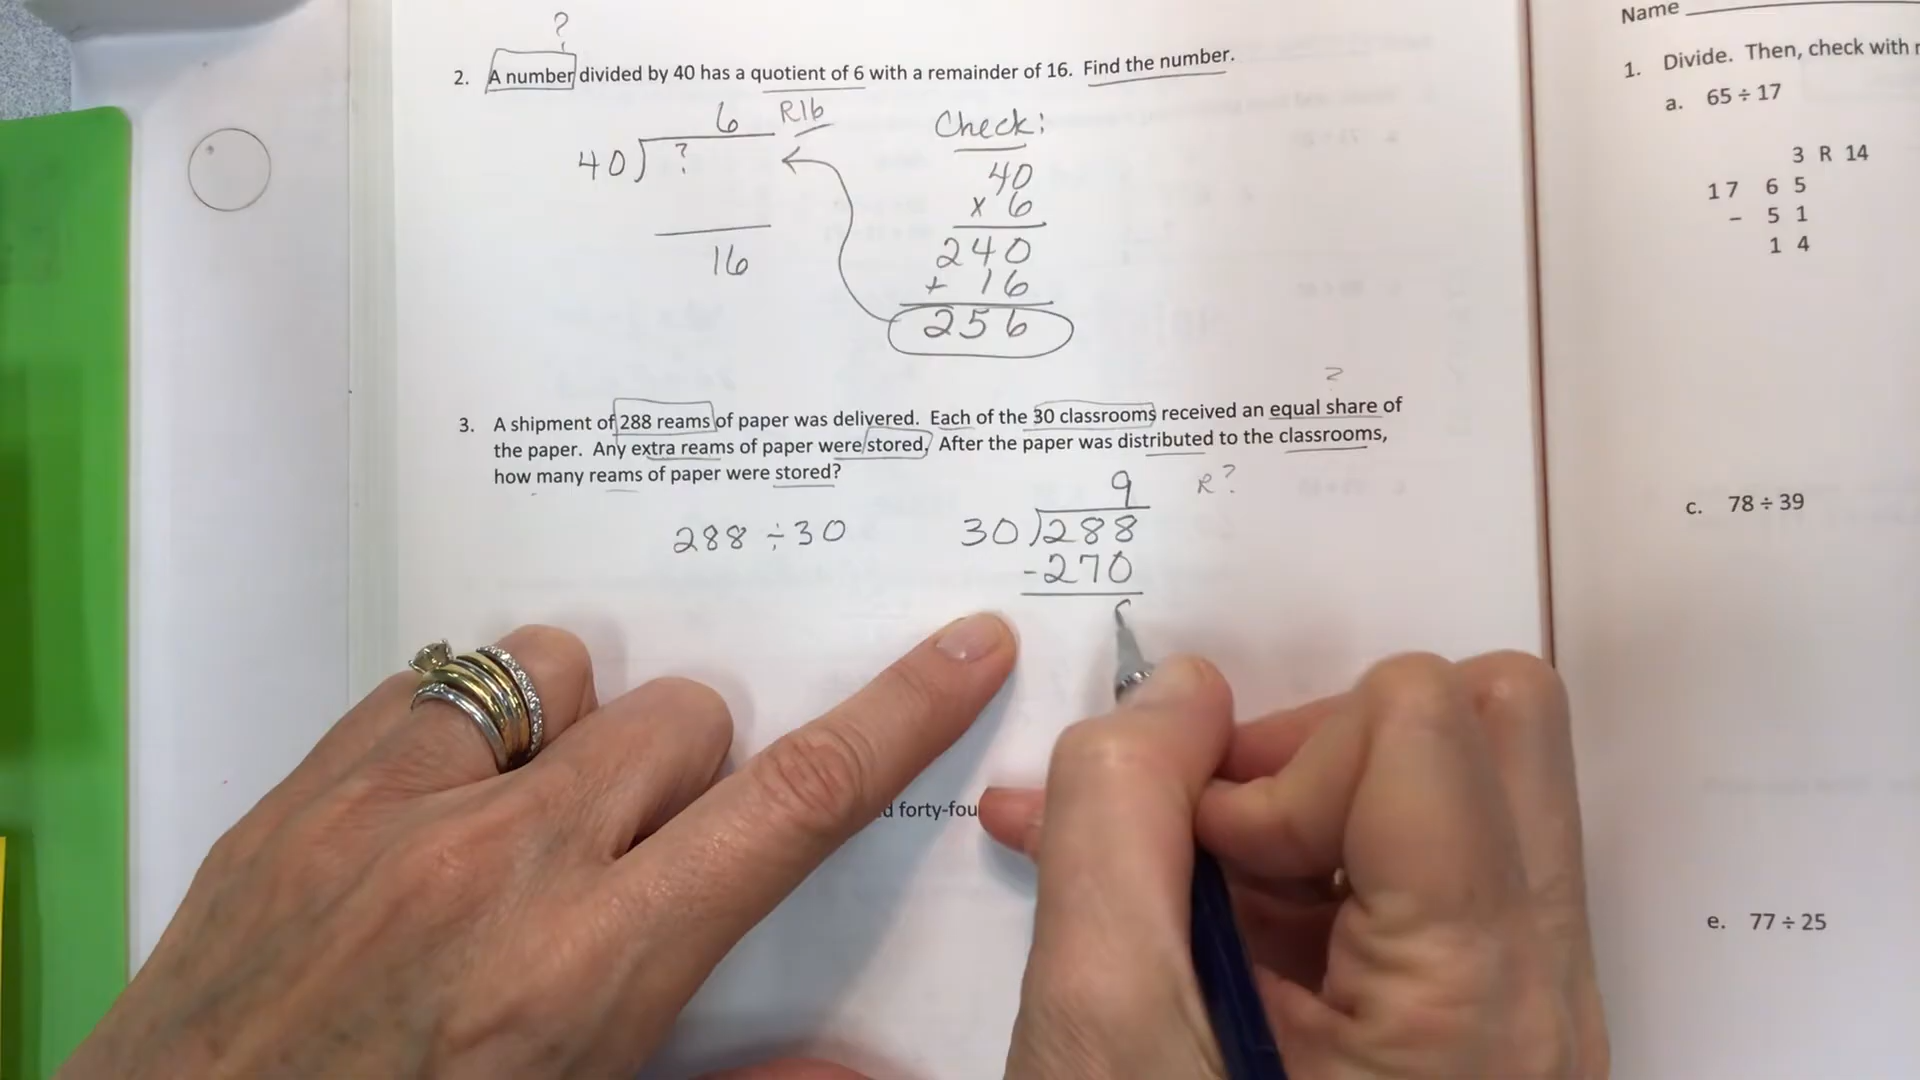 ?
2. A number divided by 40 has a quotient of 6 with a remainder of 16. Find the number.
6 R16
40 ?
16
Check:
40
x 6
240
+ 16
256
?
3. A shipment of 288 reams of paper was delivered. Each of the 30 classrooms received an equal share of
the paper. Any extra reams of paper were stored. After the paper was distributed to the classrooms,
how many reams of paper were stored?
288 ÷ 30
9 R?
30 288
-270
forty-fou
Name
1. Divide. Then, check with
a. 65 ÷ 17
3 R 14
17 6 5
- 5 1
1 4
c. 78 ÷ 39
e. 77 ÷ 25